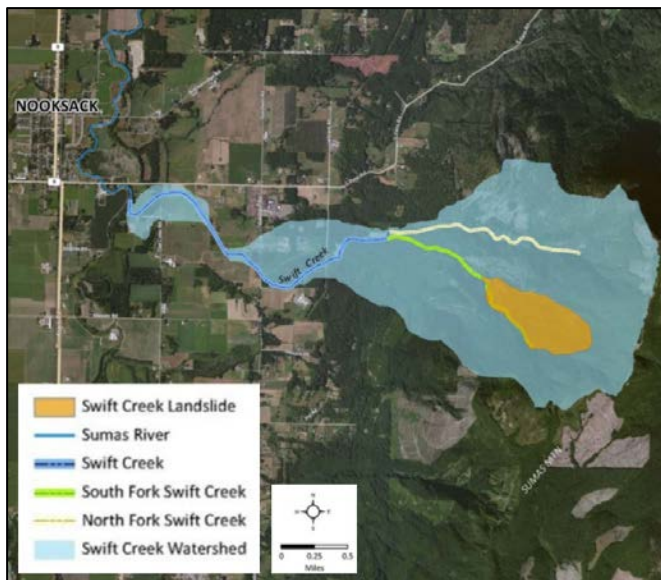 NOOKSACK
Swift Creek
SUMAS MTN
Swift Creek Landslide
Sumas River
Swift Creek
South Fork Swift Creek
North Fork Swift Creek
Swift Creek Watershed
N
W E
S
0 0.25 0.5
Miles